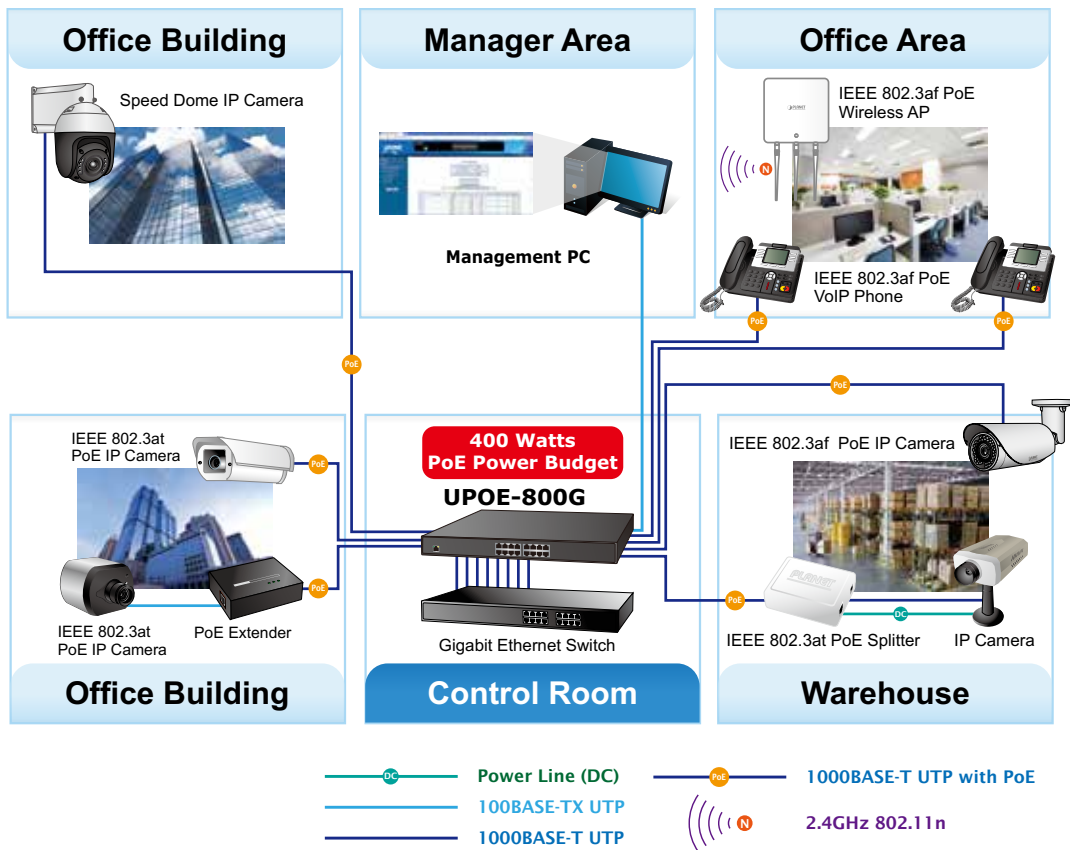 Office Building
Speed Dome IP Camera
Manager Area
Management PC
Office Area
IEEE 802.3af PoE
Wireless AP
PLANET
N
IEEE 802.3af PoE
VoIP Phone
PoE
PoE
PoE
PoE
IEEE 802.3at
PoE IP Camera
PoE
IEEE 802.3at
PoE IP Camera
PoE Extender
PoE
Office Building
400 Watts
PoE Power Budget
UPOE-800G
Gigabit Ethernet Switch
Control Room
IEEE 802.3af PoE IP Camera
PoE
PLANET
DC
IEEE 802.3at PoE Splitter
IP Camera
Warehouse
DC
Power Line (DC)
100BASE-TX UTP
1000BASE-T UTP
PoE
1000BASE-T UTP with PoE
N
2.4GHz 802.11n